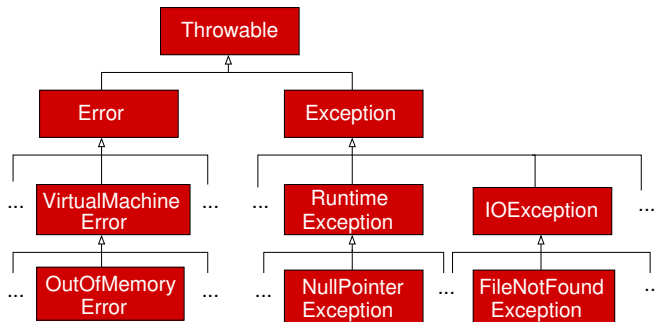 Throwable
Error
Exception
... VirtualMachine ... ... Runtime IOException ...
Error
Exception
... OutOfMemory ... NullPointer ... FileNotFound ..
Error
Exception
Exception